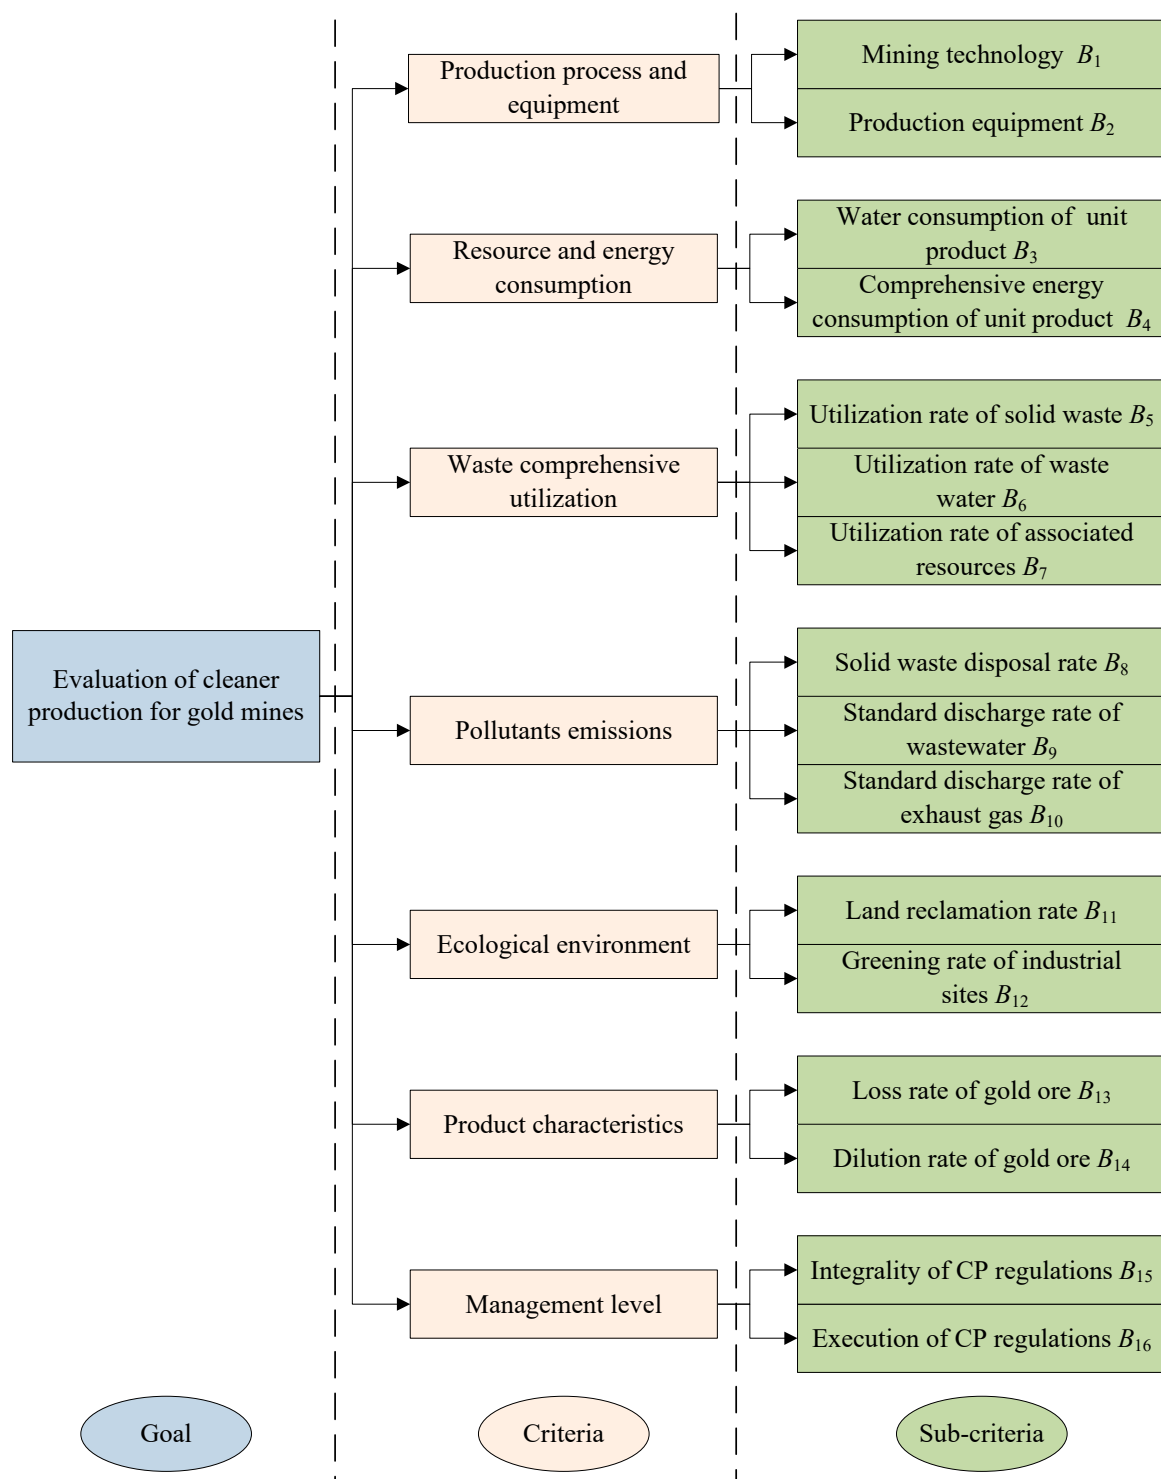 Production process and
equipment
Mining technology B₁
Production equipment B₂
Resource and energy
consumption
Water consumption of unit
product B₃
Comprehensive energy
consumption of unit product B₄
Waste comprehensive
utilization
Utilization rate of solid waste B₅
Utilization rate of waste
water B₆
Utilization rate of associated
resources B₇
Evaluation of cleaner
production for gold mines
Pollutants emissions
Solid waste disposal rate B₈
Standard discharge rate of
wastewater B₉
Standard discharge rate of
exhaust gas B₁₀
Ecological environment
Land reclamation rate B₁₁
Greening rate of industrial
sites B₁₂
Product characteristics
Loss rate of gold ore B₁₃
Dilution rate of gold ore B₁₄
Management level
Integrality of CP regulations B₁₅
Execution of CP regulations B₁₆
Goal
Criteria
Sub-criteria